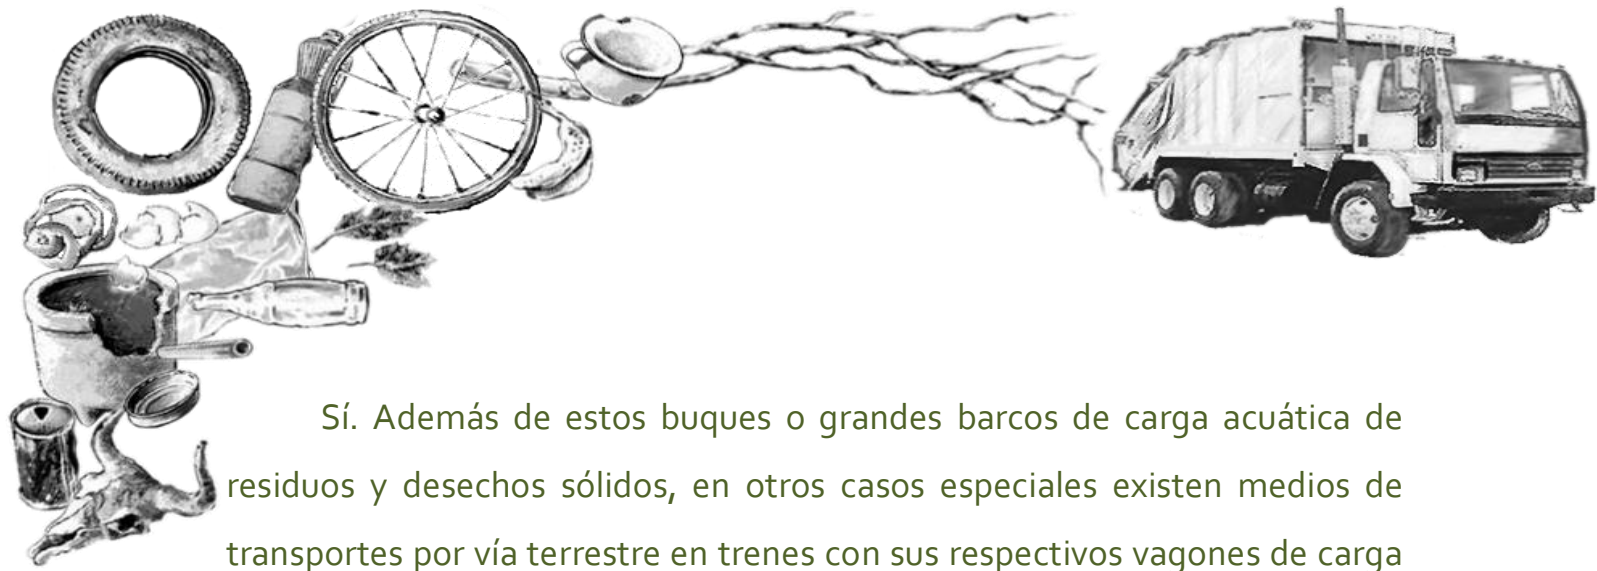 Sí. Además de estos buques o grandes barcos de carga acuática de
residuos y desechos sólidos, en otros casos especiales existen medios de
transportes por vía terrestre en trenes con sus respectivos vagones de carga